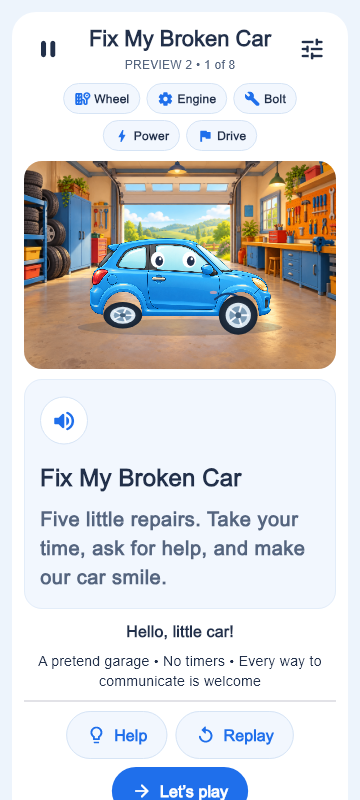 Fix My Broken Car
PREVIEW 2 • 1 of 8
Wheel
Engine
Bolt
Power
Drive
Fix My Broken Car
Five little repairs. Take your
time, ask for help, and make
our car smile.
Hello, little car!
A pretend garage • No timers • Every way to
communicate is welcome
Help
Replay
Let's play